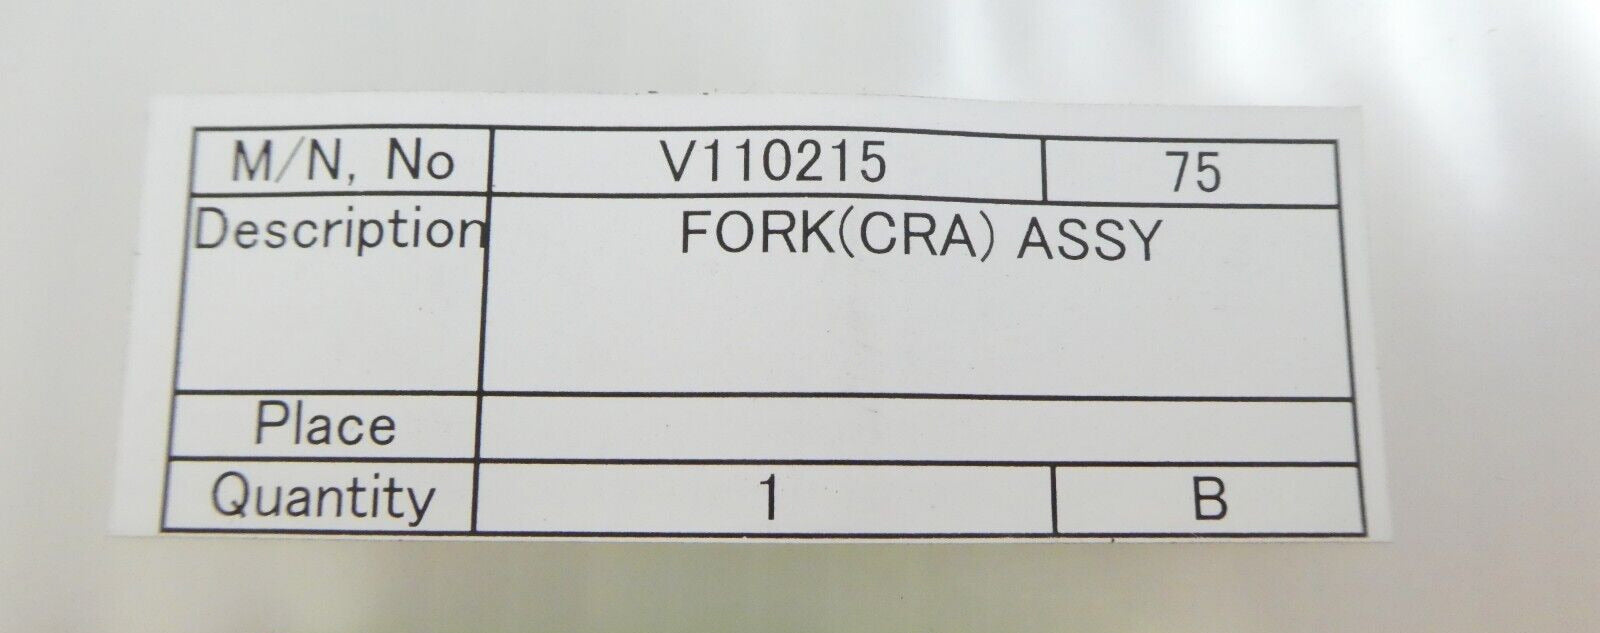 M/N, No V110215 75
Description FORK(CRA) ASSY
Place
Quantity 1 B